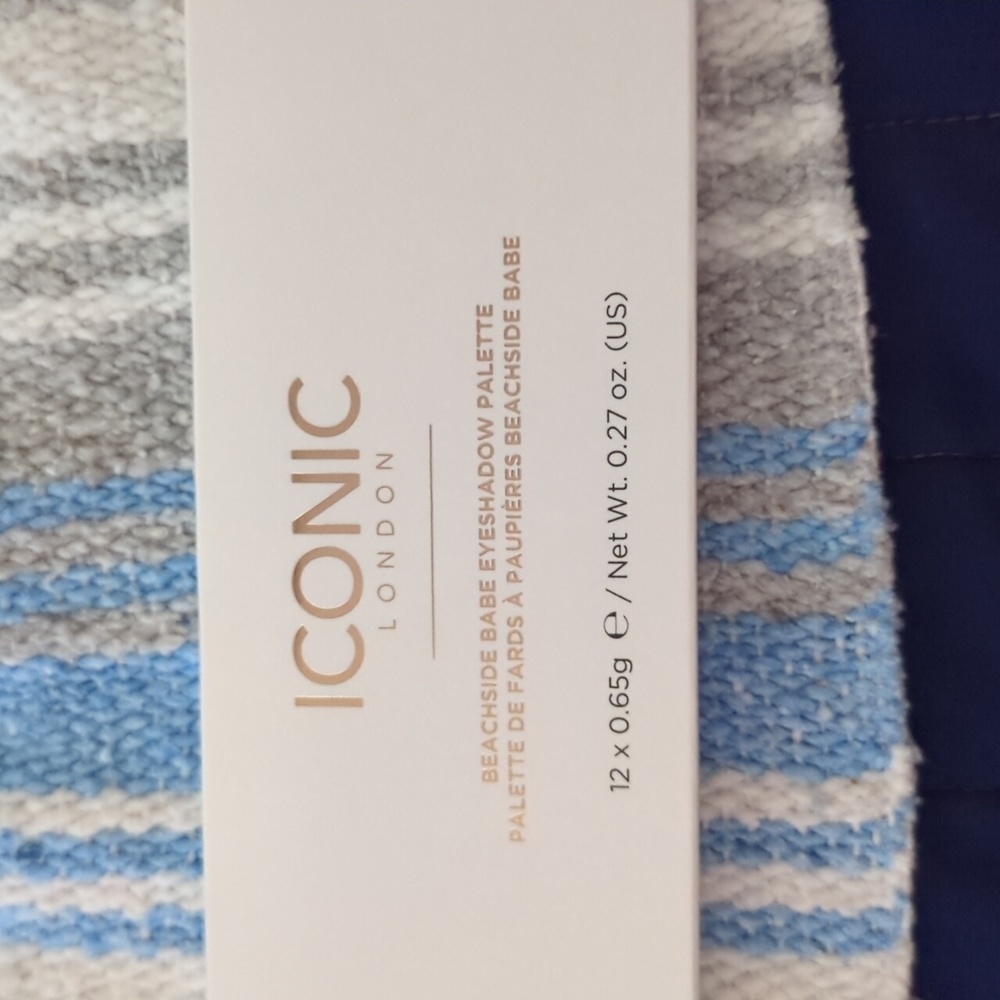 ICONIC
LONDON
BEACHSIDE BABE EYESHADOW PALETTE
PALETTE DE FARDS À PAUPIÈRES BEACHSIDE BABE
12 x 0.65g ℮ / Net Wt. 0.27 oz. (US)